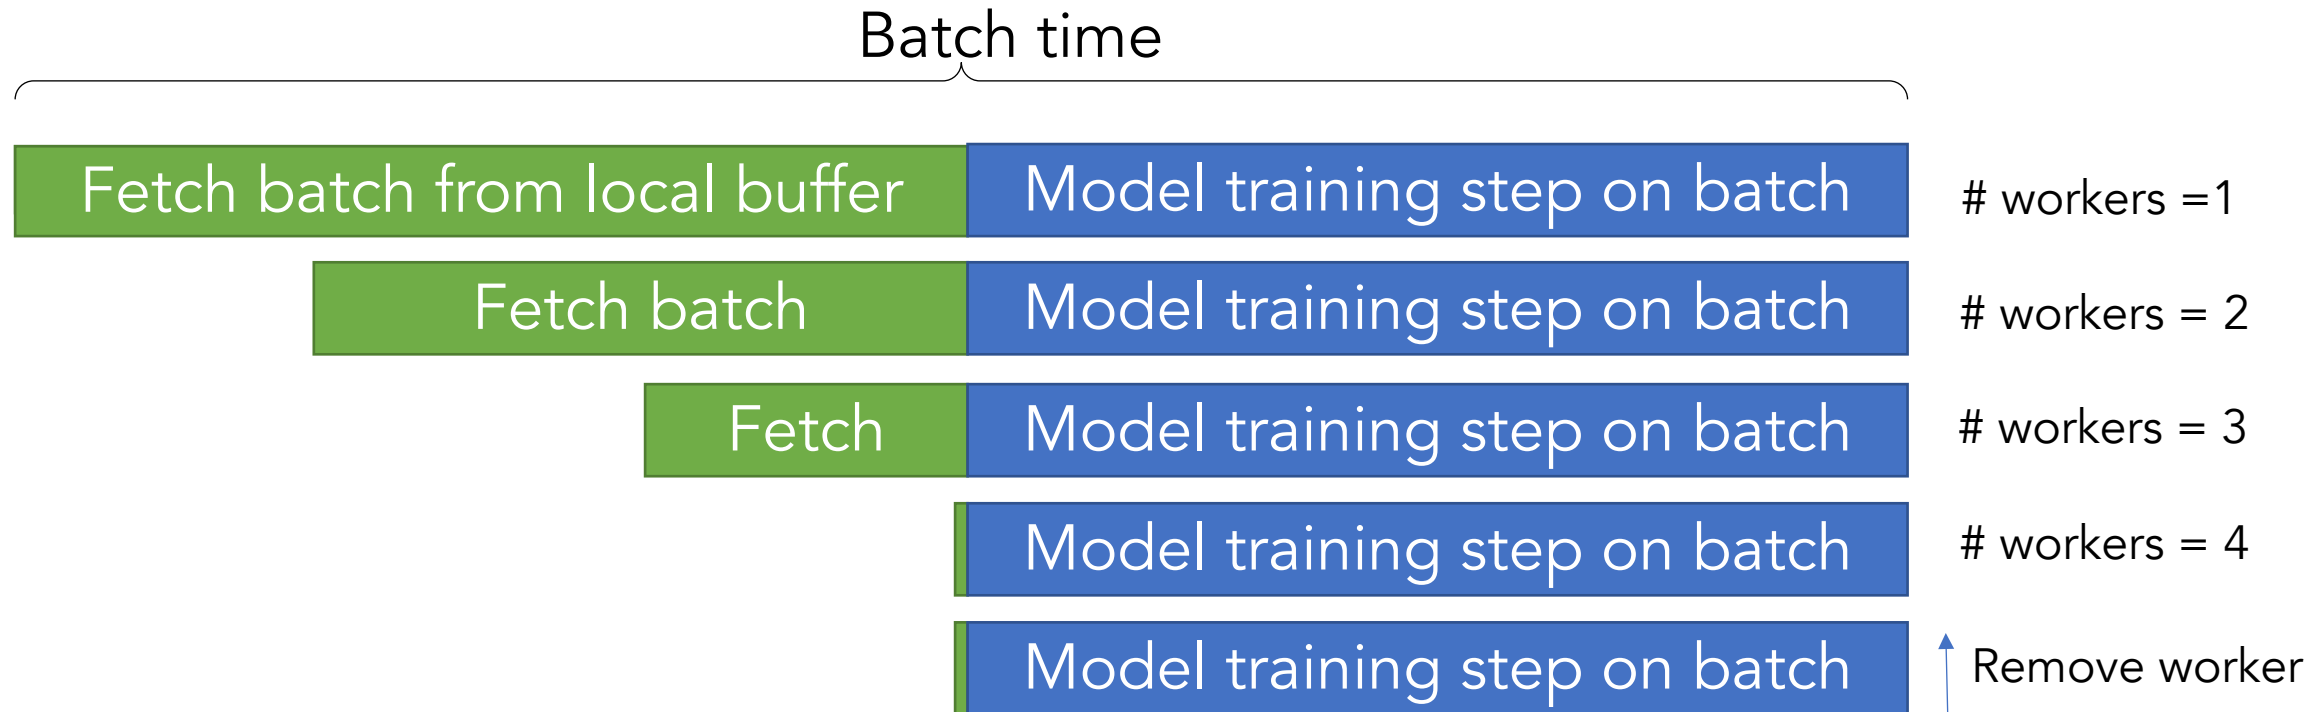 Batch time
Fetch batch from local buffer Model training step on batch # workers =1
Fetch batch Model training step on batch # workers = 2
Fetch Model training step on batch # workers = 3
Model training step on batch # workers = 4
Model training step on batch Remove worker